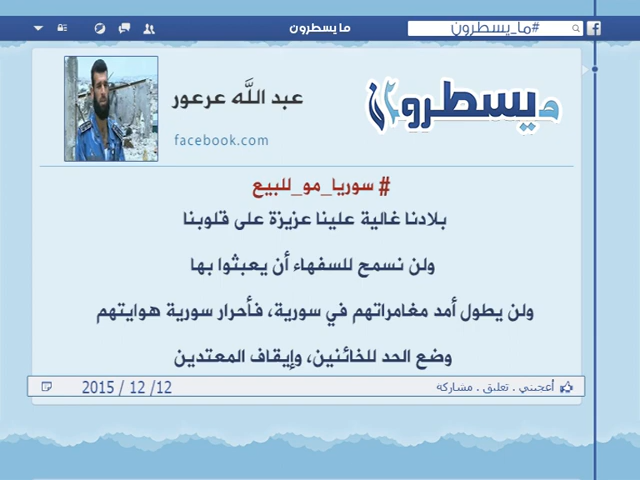 #ما_يسطرون
ما يسطرون
ما يسطرون
عبد الله عرعور
facebook.com
# سوريا_مو_للبيع
بلادنا غالية علينا عزيزة على قلوبنا
ولن نسمح للسفهاء أن يعبثوا بها
ولن يطول أمد مغامراتهم في سورية، فأحرار سورية هوايتهم
وضع الحد للخائنين، وإيقاف المعتدين
أعجبني . تعليق . مشاركة
2015 / 12 /12